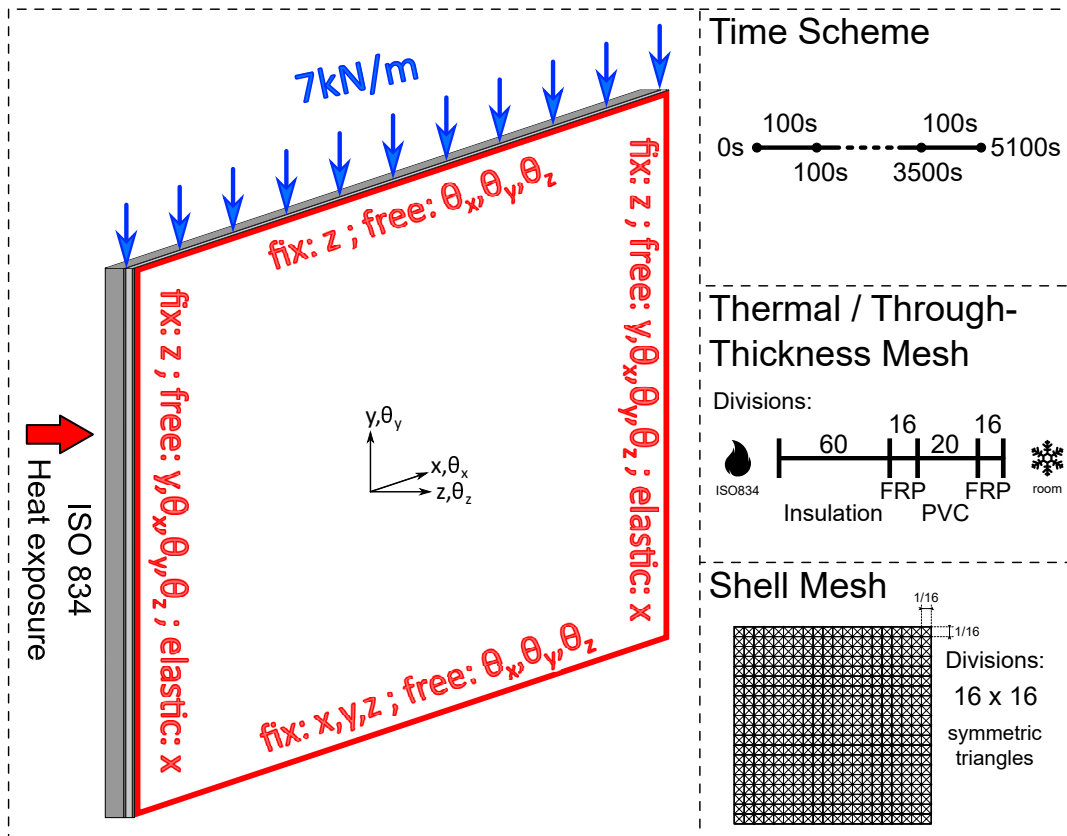 7kN/m
fix: z ; free: θx,θy,θz
fix: z ; free: y,θx,θy,θz ; elastic: x
fix: z ; free: y,θx,θy,θz ; elastic: x
fix: x,y,z ; free: θx,θy,θz
y,θy
x,θx
z,θz
ISO 834
Heat exposure
Time Scheme
100s 100s
0s 5100s
100s 3500s
Thermal / Through-
Thickness Mesh
Divisions:
60 16 20 16
ISO834 FRP FRP room
Insulation PVC
Shell Mesh
1/16
1/16
Divisions:
16 x 16
symmetric
triangles